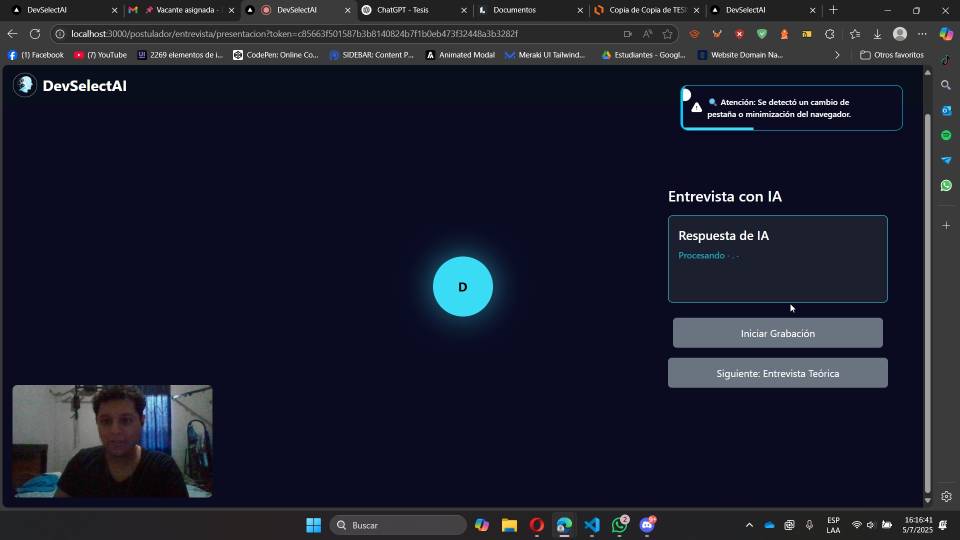 DevSelectAI
Vacante asignada -
DevSelectAI
ChatGPT - Tesis
Documentos
Copia de Copia de TES
DevSelectAI
localhost:3000/postulador/entrevista/presentacion?token=c85663f501587b3b8140824b7f1b0eb473f32448a3b3282f
(1) Facebook
(7) YouTube
2269 elementos de i...
CodePen: Online Co...
SIDEBAR: Content P...
Animated Modal
Meraki UI Tailwind...
Estudiantes - Googl...
Website Domain Na...
Otros favoritos
DevSelectAI
Atención: Se detectó un cambio de
pestaña o minimización del navegador.
Entrevista con IA
Respuesta de IA
Procesando · . ·
D
Iniciar Grabación
Siguiente: Entrevista Teórica
Buscar
ESP
LAA
16:16:41
5/7/2025